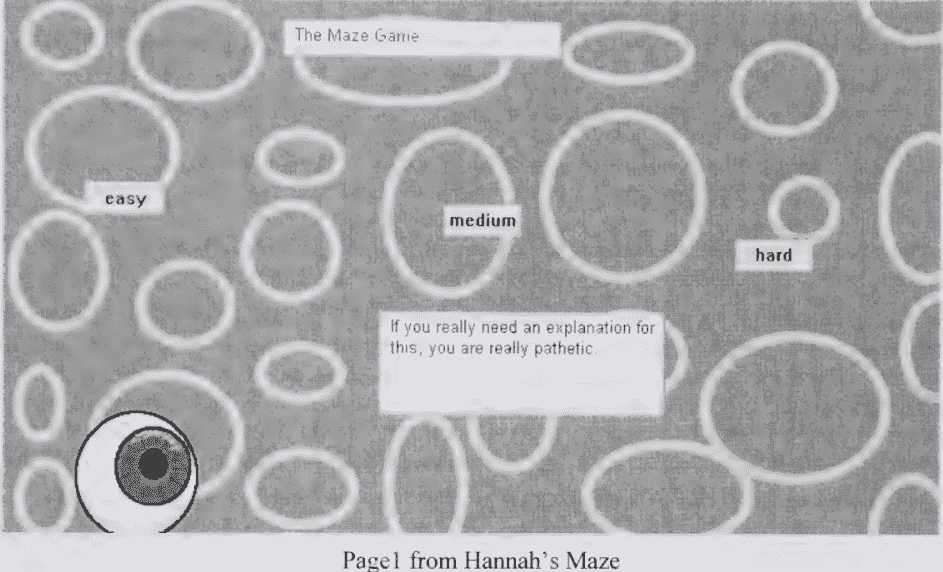 The Maze Game
easy
medium
hard
If you really need an explanation for
this, you are really pathetic.
Page1 from Hannah's Maze